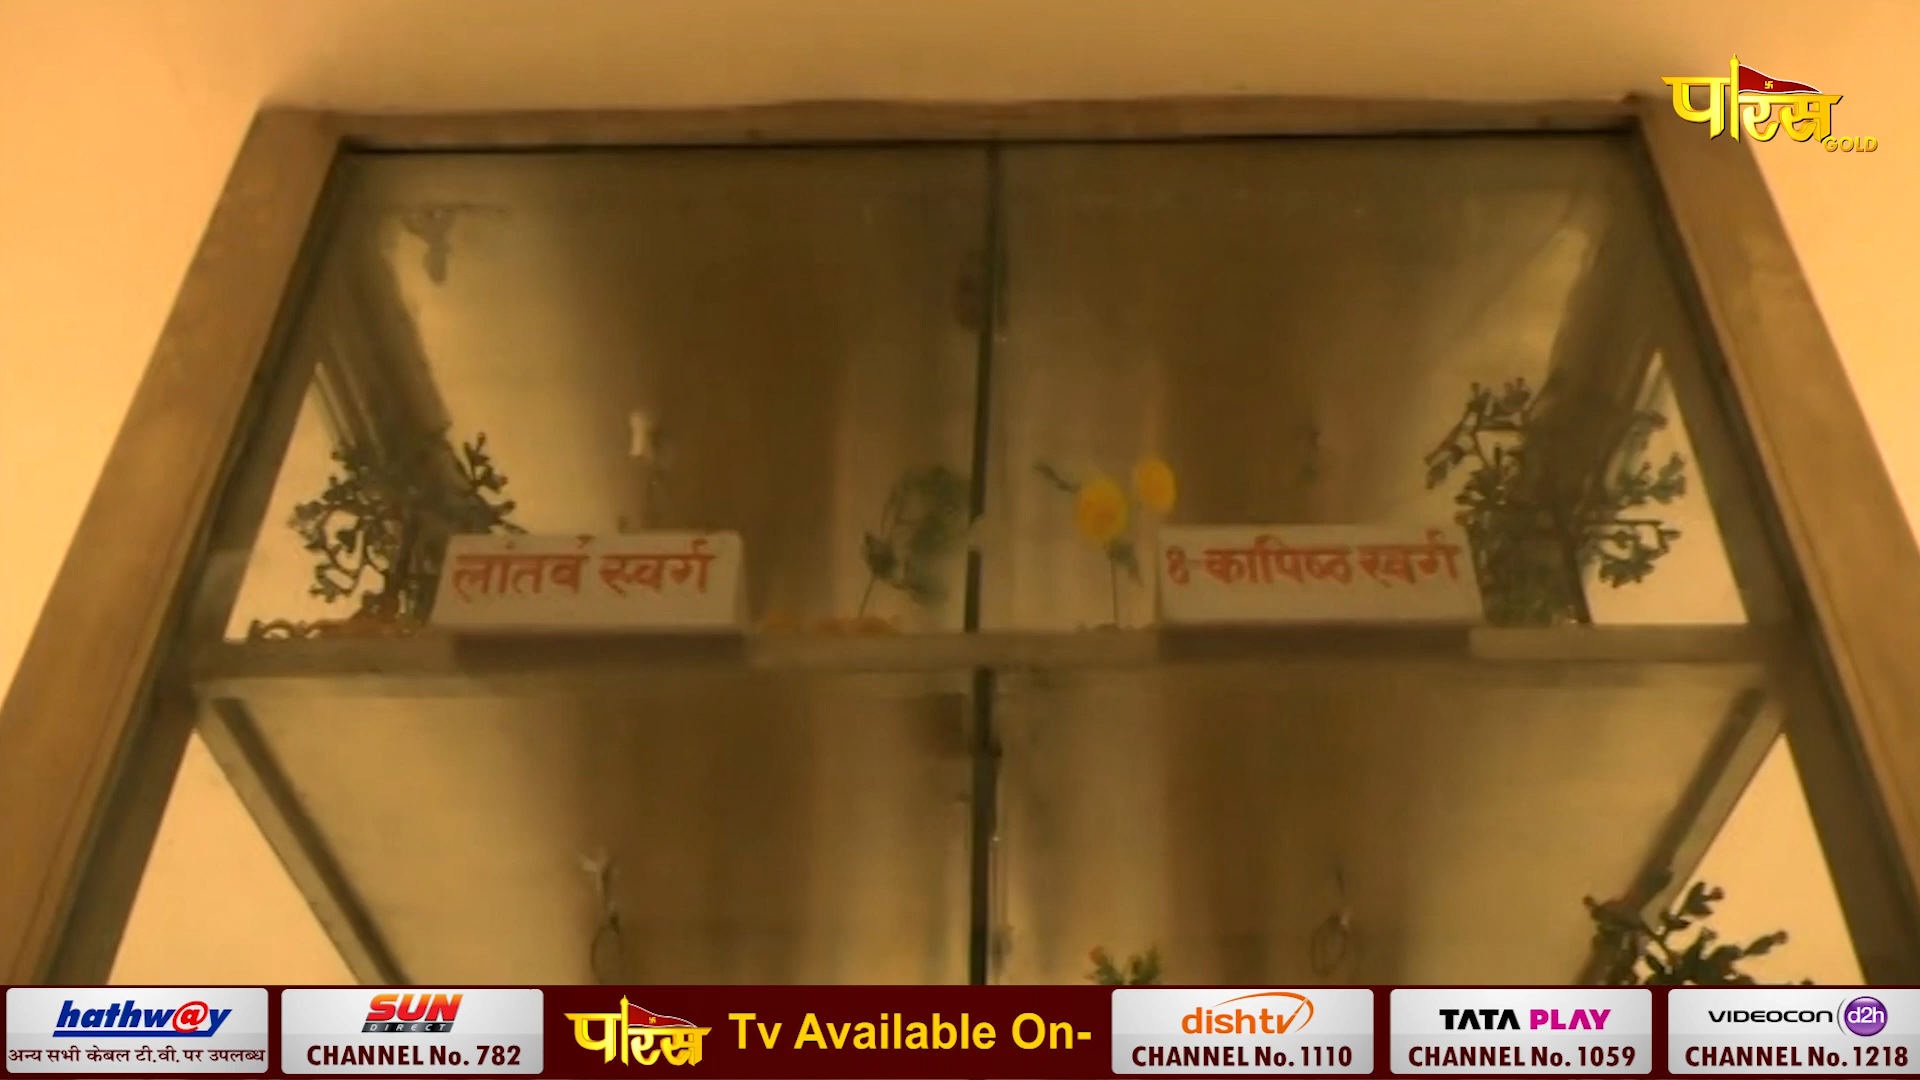 पारस
GOLD
लांतव स्वर्ग
8-कापिष्ठ स्वर्ग
hathw@y
अन्य सभी केबल टी.वी. पर उपलब्ध
SUN
DIRECT
CHANNEL No. 782
पारस Tv Available On-
dishtv
CHANNEL No. 1110
TATA PLAY
CHANNEL No. 1059
VIDEOCON d2h
CHANNEL No. 1218